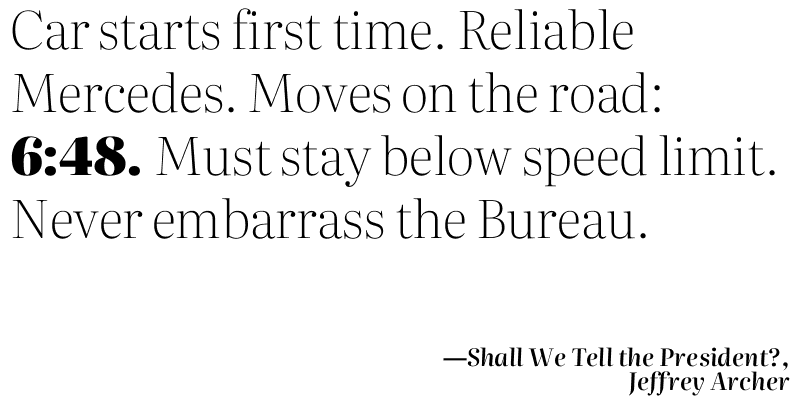 Car starts first time. Reliable
Mercedes. Moves on the road:
6:48. Must stay below speed limit.
Never embarrass the Bureau.
—Shall We Tell the President?,
Jeffrey Archer